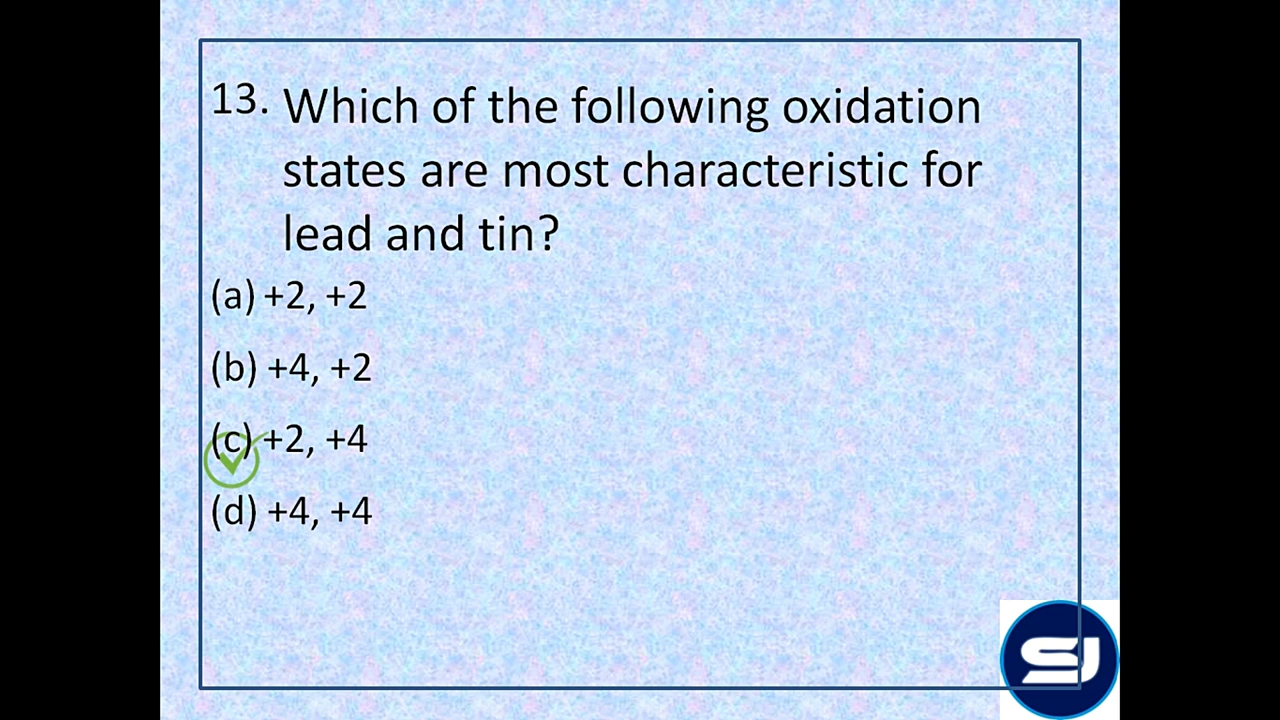 13. Which of the following oxidation
states are most characteristic for
lead and tin?
(a) +2, +2
(b) +4, +2
(c) +2, +4
(d) +4, +4
SJ